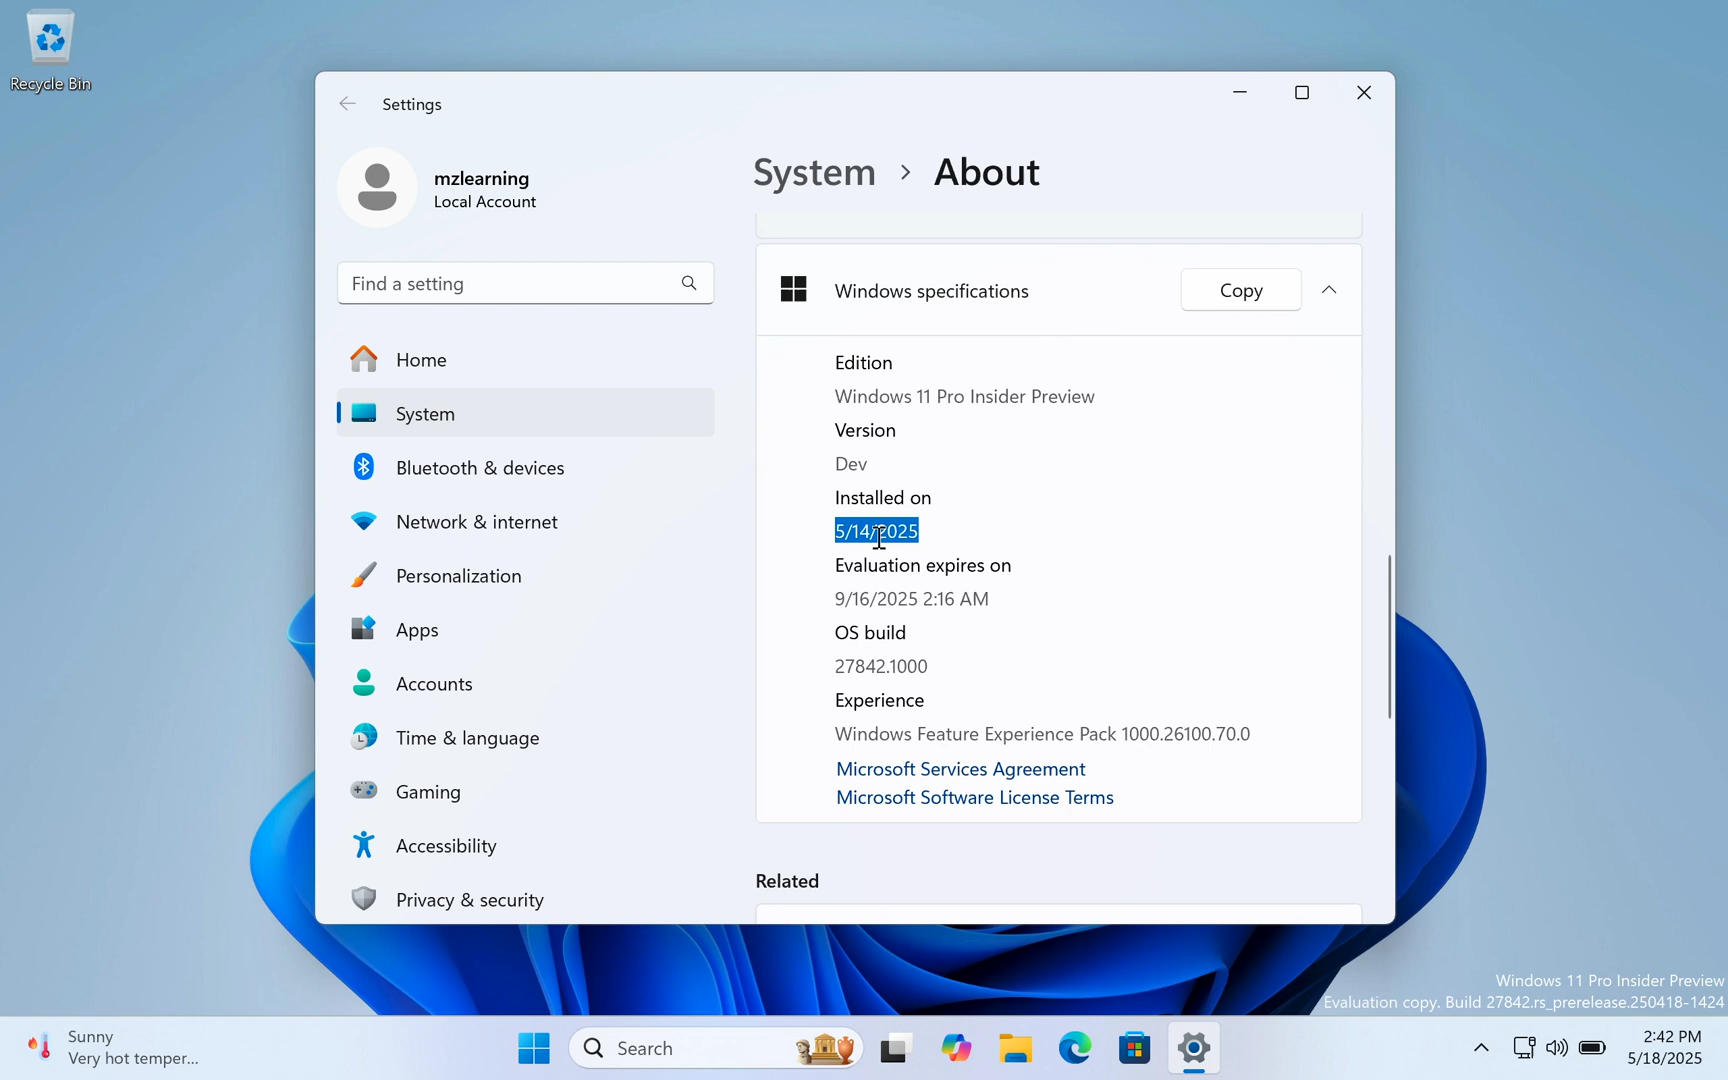 Recycle Bin
Settings
mzlearning
Local Account
Find a setting
Home
System
Bluetooth & devices
Network & internet
Personalization
Apps
Accounts
Time & language
Gaming
Accessibility
Privacy & security
System > About
Windows specifications
Copy
Edition
Windows 11 Pro Insider Preview
Version
Dev
Installed on
5/14/2025
Evaluation expires on
9/16/2025 2:16 AM
OS build
27842.1000
Experience
Windows Feature Experience Pack 1000.26100.70.0
Microsoft Services Agreement
Microsoft Software License Terms
Related
Windows 11 Pro Insider Preview
Evaluation copy. Build 27842.rs_prerelease.250418-1424
Sunny
Very hot temper...
Search
2:42 PM
5/18/2025